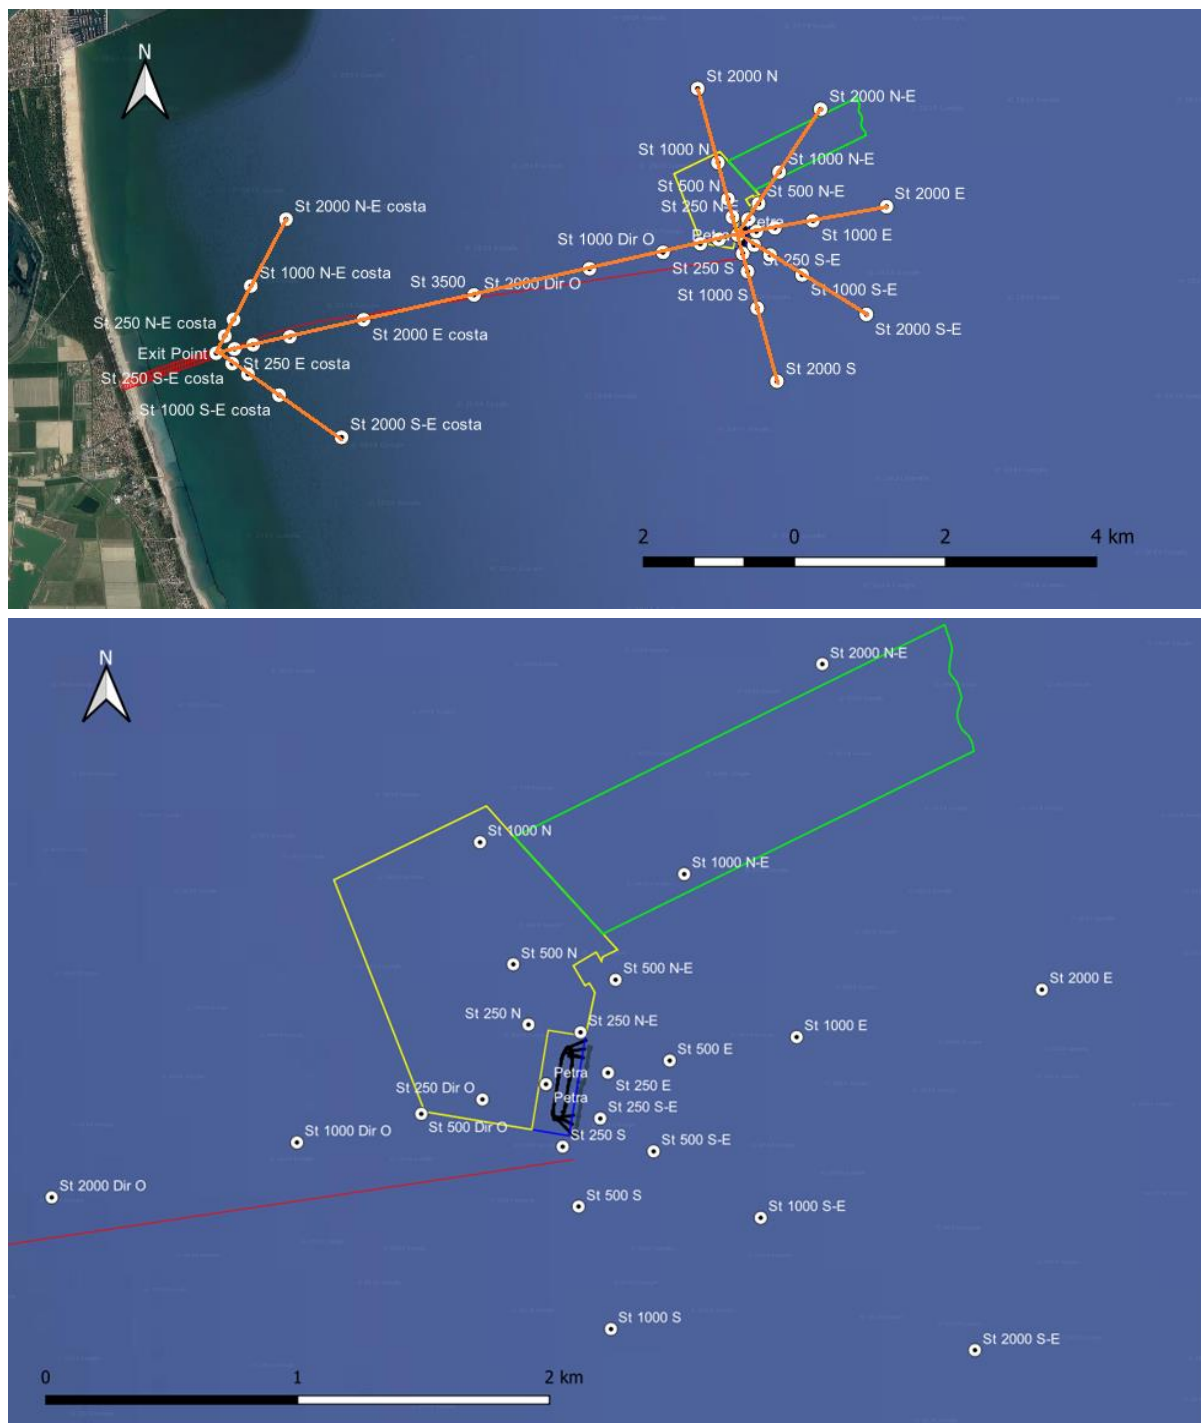 N
St 2000 N
St 2000 N-E
St 1000 N
St 1000 N-E
St 500 N
St 500 N-E
St 2000 E
St 2000 N-E costa
St 250 N-E
Petra
Petra
St 1000 E
St 1000 Dir O
St 250 S-E
St 250 S
St 1000 N-E costa
St 3500
St 2000 Dir O
St 1000 S-E
St 1000 S
St 2000 S-E
St 250 N-E costa
St 2000 E costa
Exit Point
St 250 E costa
St 250 S-E costa
St 2000 S
St 1000 S-E costa
St 2000 S-E costa
2 0 2 4 km
N
St 2000 N-E
St 1000 N
St 1000 N-E
St 500 N
St 500 N-E
St 2000 E
St 250 N
St 250 N-E
St 1000 E
St 500 E
Petra
St 250 E
St 250 Dir O
Petra
St 250 S-E
St 500 Dir O
St 1000 Dir O
St 250 S
St 500 S-E
St 2000 Dir O
St 500 S
St 1000 S-E
St 1000 S
St 2000 S-E
0 1 2 km